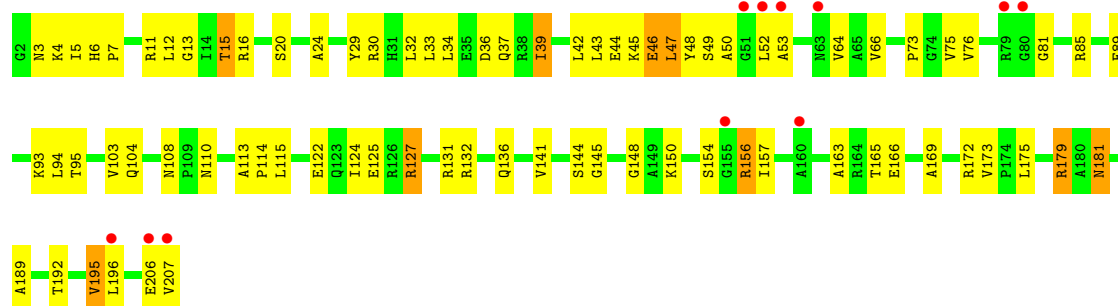 G2 N3 K4 I5 H6 P7 R11 L12 G13 I14 T15 R16 S20 A24 Y29 R30 H31 L32 L33 L34 E35 D36 Q37 R38 I39 L42 L43 E44 K45 E46 L47 Y48 S49 A50 G51 L52 A53 N63 V64 A65 V66 P73 G74 V75 V76 R79 G80 G81 R85 E89
K93 L94 T95 V103 Q104 N108 P109 N110 A113 P114 L115 E122 Q123 I124 E125 R126 R127 R131 R132 Q136 V141 S144 G145 G148 A149 K150 S154 G155 R156 I157 A160 A163 R164 T165 E166 A169 R172 V173 P174 L175 R179 A180 N181
A189 T192 V195 L196 E206 V207